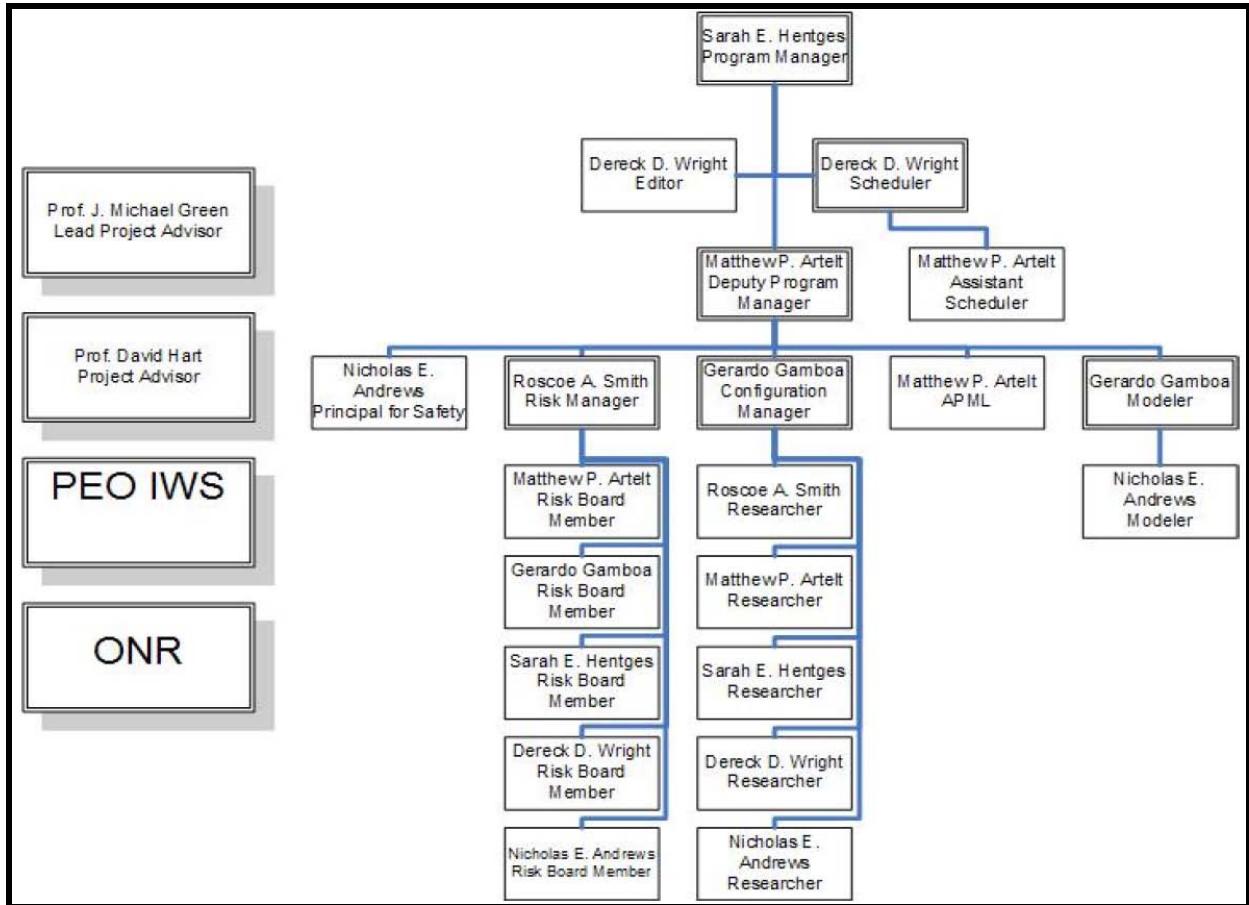 Sarah E. Hentges
Program Manager
Dereck D. Wright
Editor
Dereck D. Wright
Scheduler
Prof. J. Michael Green
Lead Project Advisor
Matthew P. Artelt
Deputy Program
Manager
Matthew P. Artelt
Assistant
Scheduler
Prof. David Hart
Project Advisor
Nicholas E.
Andrews
Principal for Safety
Roscoe A. Smith
Risk Manager
Gerardo Gamboa
Configuration
Manager
Matthew P. Artelt
APML
Gerardo Gamboa
Modeler
PEO IWS
Matthew P. Artelt
Risk Board
Member
Roscoe A. Smith
Researcher
Nicholas E.
Andrews
Modeler
Gerardo Gamboa
Risk Board
Member
Matthew P. Artelt
Researcher
ONR
Sarah E. Hentges
Risk Board
Member
Sarah E. Hentges
Researcher
Dereck D. Wright
Risk Board
Member
Dereck D. Wright
Researcher
Nicholas E. Andrews
Risk Board Member
Nicholas E.
Andrews
Researcher